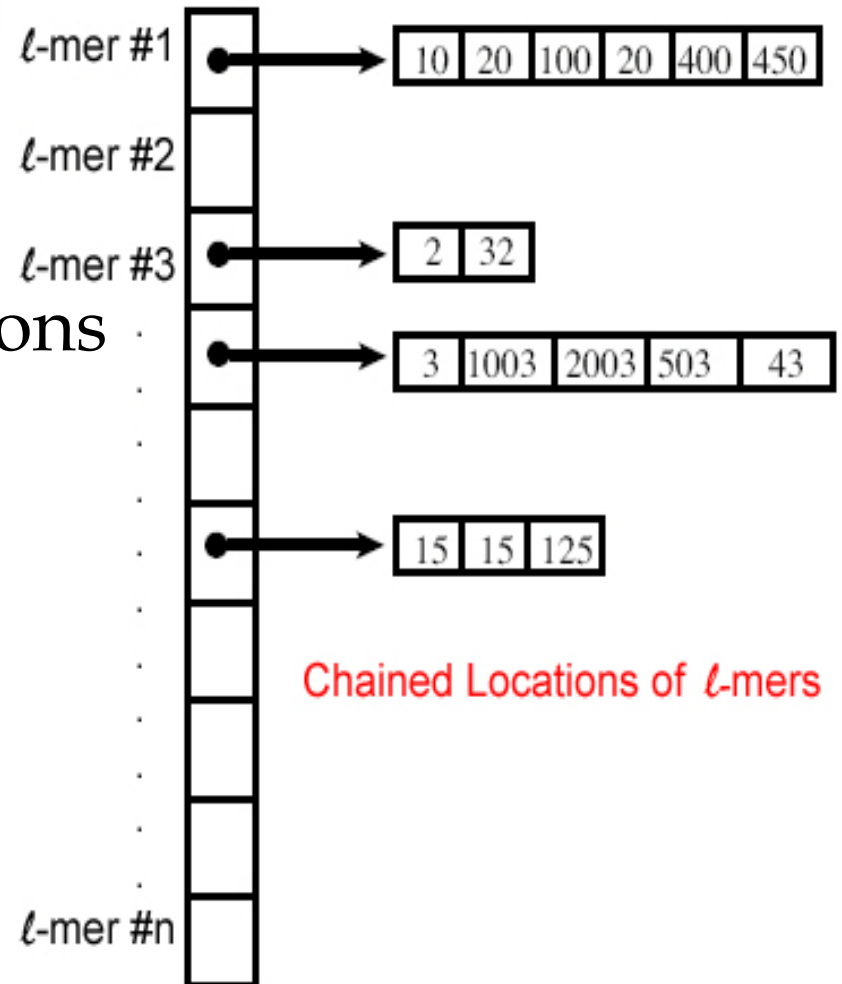 ℓ-mer #1
10 20 100 20 400 450
ℓ-mer #2
ℓ-mer #3
2 32
ons
3 1003 2003 503 43
15 15 125
Chained Locations of ℓ-mers
ℓ-mer #n